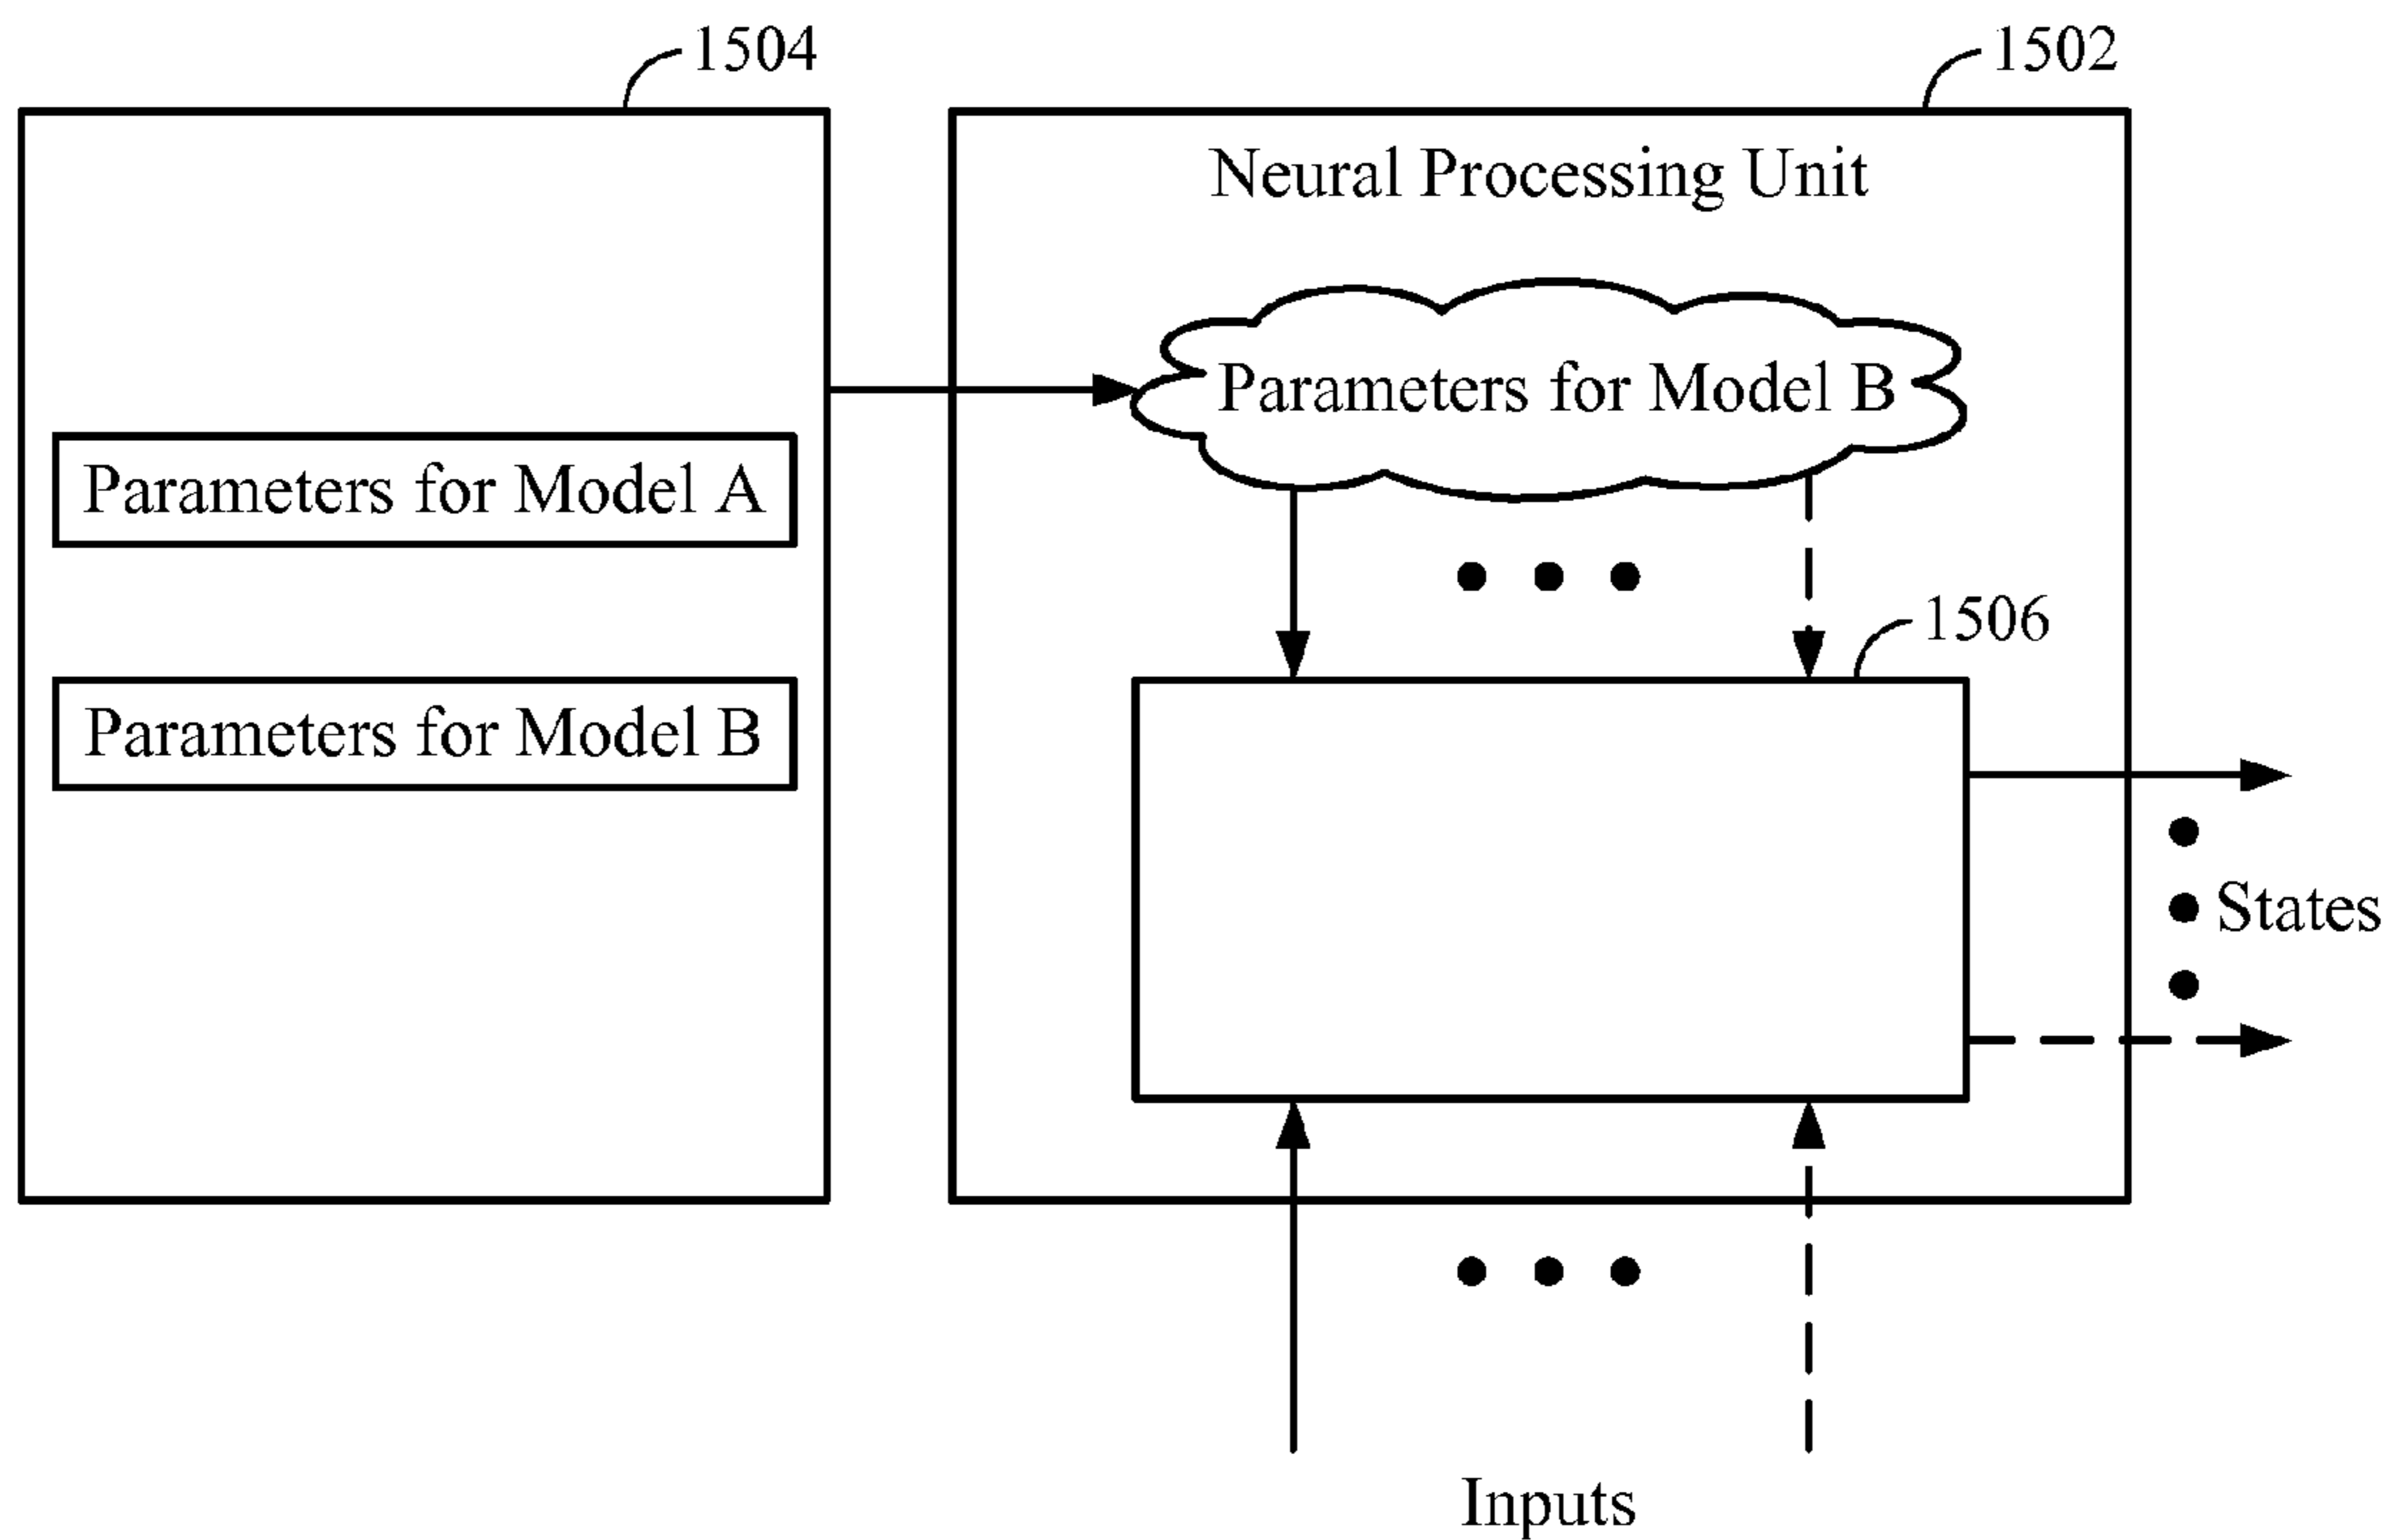 1504
1502
Neural Processing Unit
Parameters for Model B
Parameters for Model A
1506
Parameters for Model B
States
Inputs